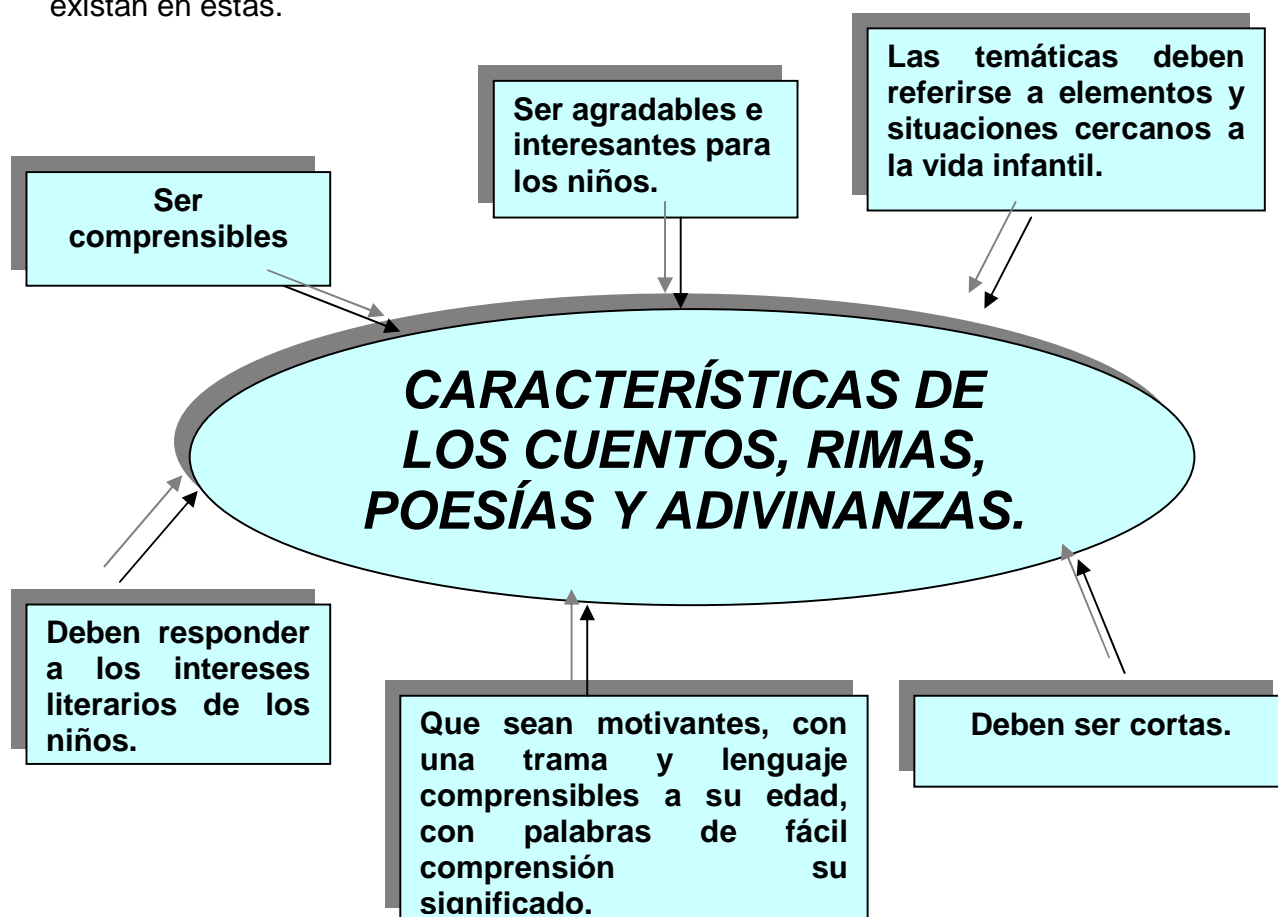 existan en estas.
Las temáticas deben
referirse a elementos y
situaciones cercanos a
la vida infantil.
Ser agradables e
interesantes para
los niños.
Ser
comprensibles
CARACTERÍSTICAS DE
LOS CUENTOS, RIMAS,
POESÍAS Y ADIVINANZAS.
Deben responder
a los intereses
literarios de los
niños.
Que sean motivantes, con
una trama y lenguaje
comprensibles a su edad,
con palabras de fácil
comprensión su
significado.
Deben ser cortas.